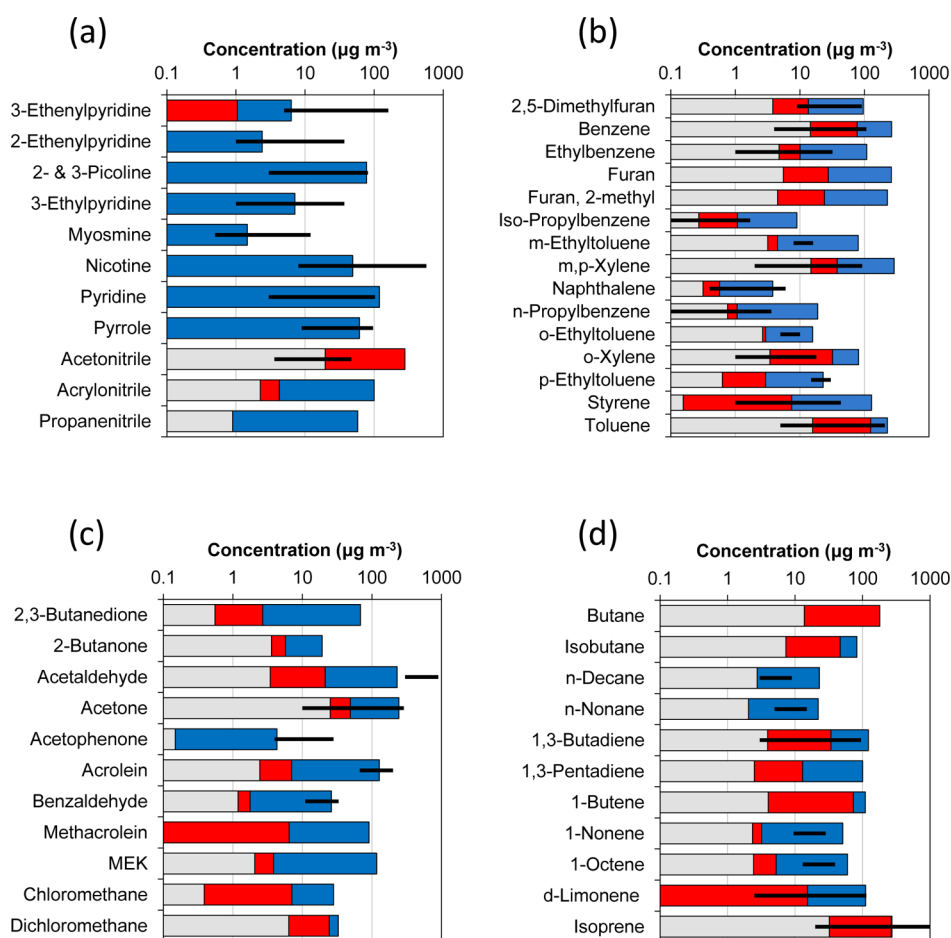 (a)
Concentration (µg m⁻³)
0.1 1 10 100 1000
3-Ethenylpyridine
2-Ethenylpyridine
2- & 3-Picoline
3-Ethylpyridine
Myosmine
Nicotine
Pyridine
Pyrrole
Acetonitrile
Acrylonitrile
Propanenitrile
(b)
Concentration (µg m⁻³)
0.1 1 10 100 1000
2,5-Dimethylfuran
Benzene
Ethylbenzene
Furan
Furan, 2-methyl
Iso-Propylbenzene
m-Ethyltoluene
m,p-Xylene
Naphthalene
n-Propylbenzene
o-Ethyltoluene
o-Xylene
p-Ethyltoluene
Styrene
Toluene
(c)
Concentration (µg m⁻³)
0.1 1 10 100 1000
2,3-Butanedione
2-Butanone
Acetaldehyde
Acetone
Acetophenone
Acrolein
Benzaldehyde
Methacrolein
MEK
Chloromethane
Dichloromethane
(d)
Concentration (µg m⁻³)
0.1 1 10 100 1000
Butane
Isobutane
n-Decane
n-Nonane
1,3-Butadiene
1,3-Pentadiene
1-Butene
1-Nonene
1-Octene
d-Limonene
Isoprene